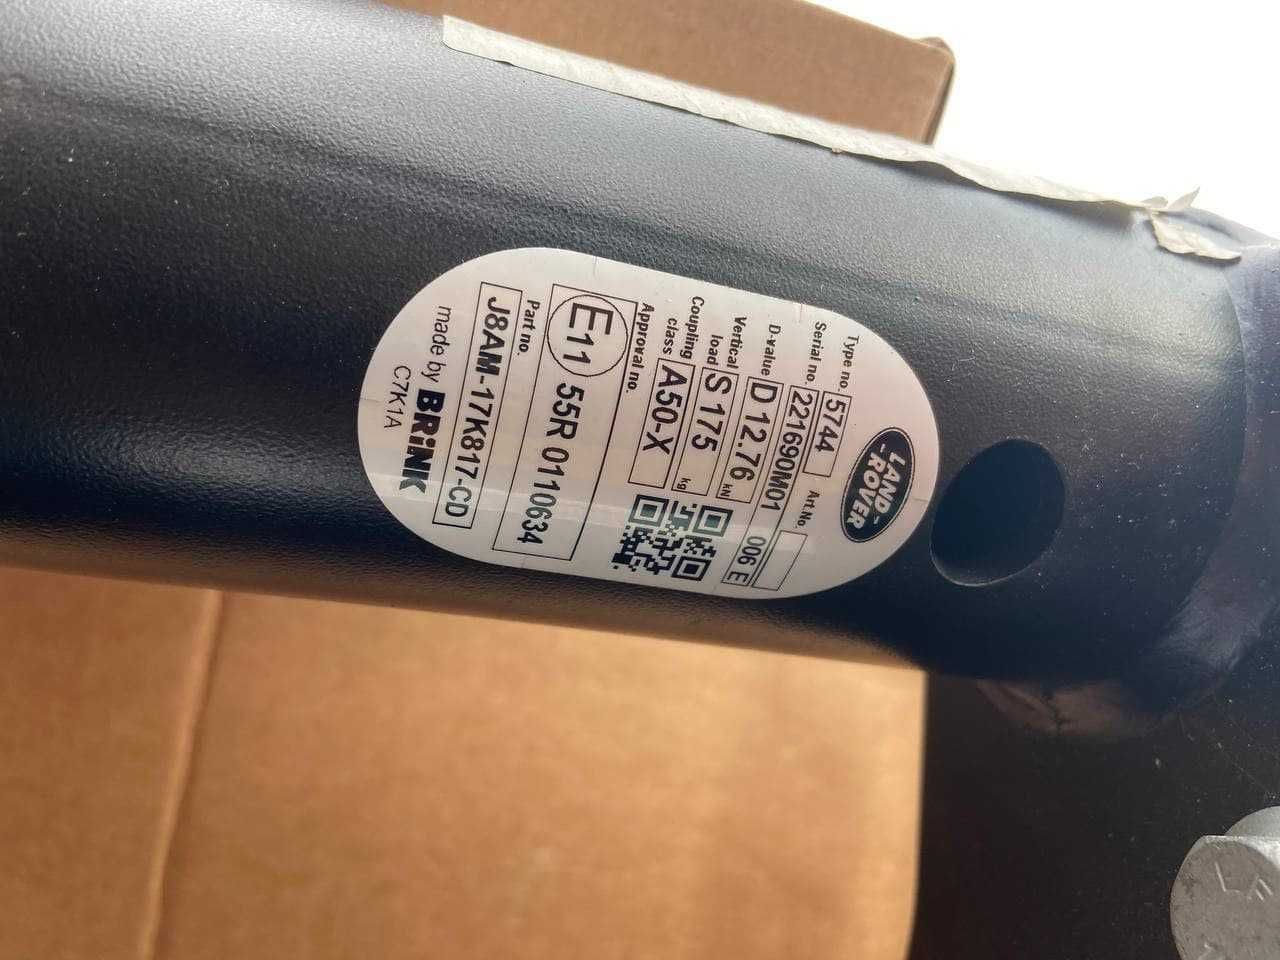 LAND-
-ROVER
Type no. 5744 Art.No.
Serial no. 221690M01 006 E
D-value D 12.76 kN
Vertical load S 175 kg
Coupling class A50-X
Approval no.
E11 55R 0110634
Part no.
J8AM-17K817-CD
made by BRiNK
C7K1A